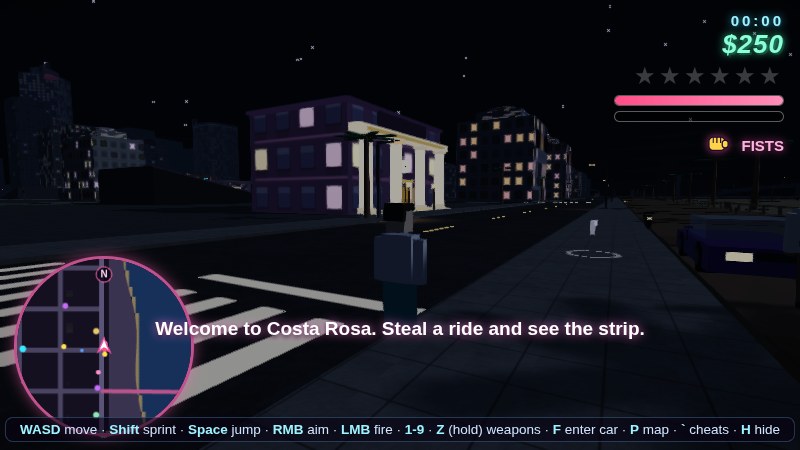 00:00
$250
FISTS
N
Welcome to Costa Rosa. Steal a ride and see the strip.
WASD move · Shift sprint · Space jump · RMB aim · LMB fire · 1-9 · Z (hold) weapons · F enter car · P map · ` cheats · H hide